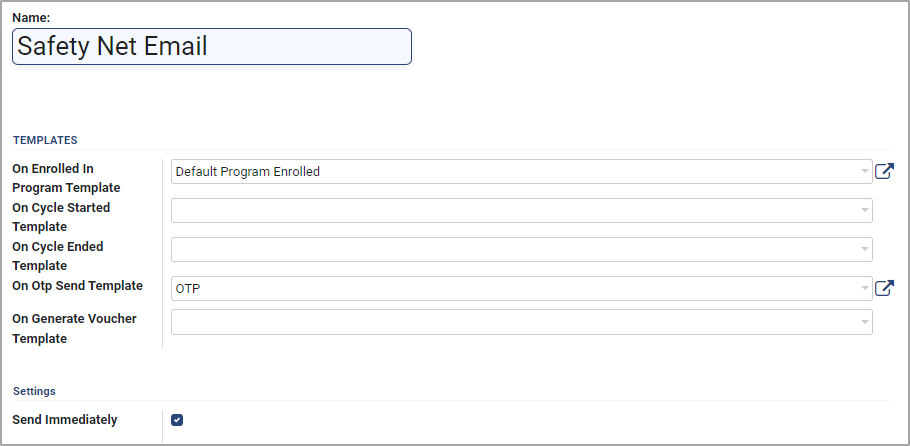 Name:
Safety Net Email
TEMPLATES
On Enrolled In
Program Template
Default Program Enrolled
On Cycle Started
Template
On Cycle Ended
Template
On Otp Send Template
OTP
On Generate Voucher
Template
Settings
Send Immediately